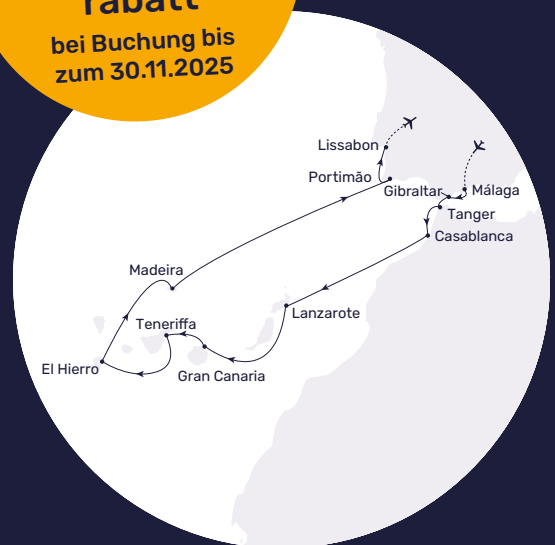 rabatt
bei Buchung bis
zum 30.11.2025
Lissabon
Portimão
Gibraltar
Málaga
Tanger
Casablanca
Madeira
Lanzarote
Teneriffa
El Hierro
Gran Canaria